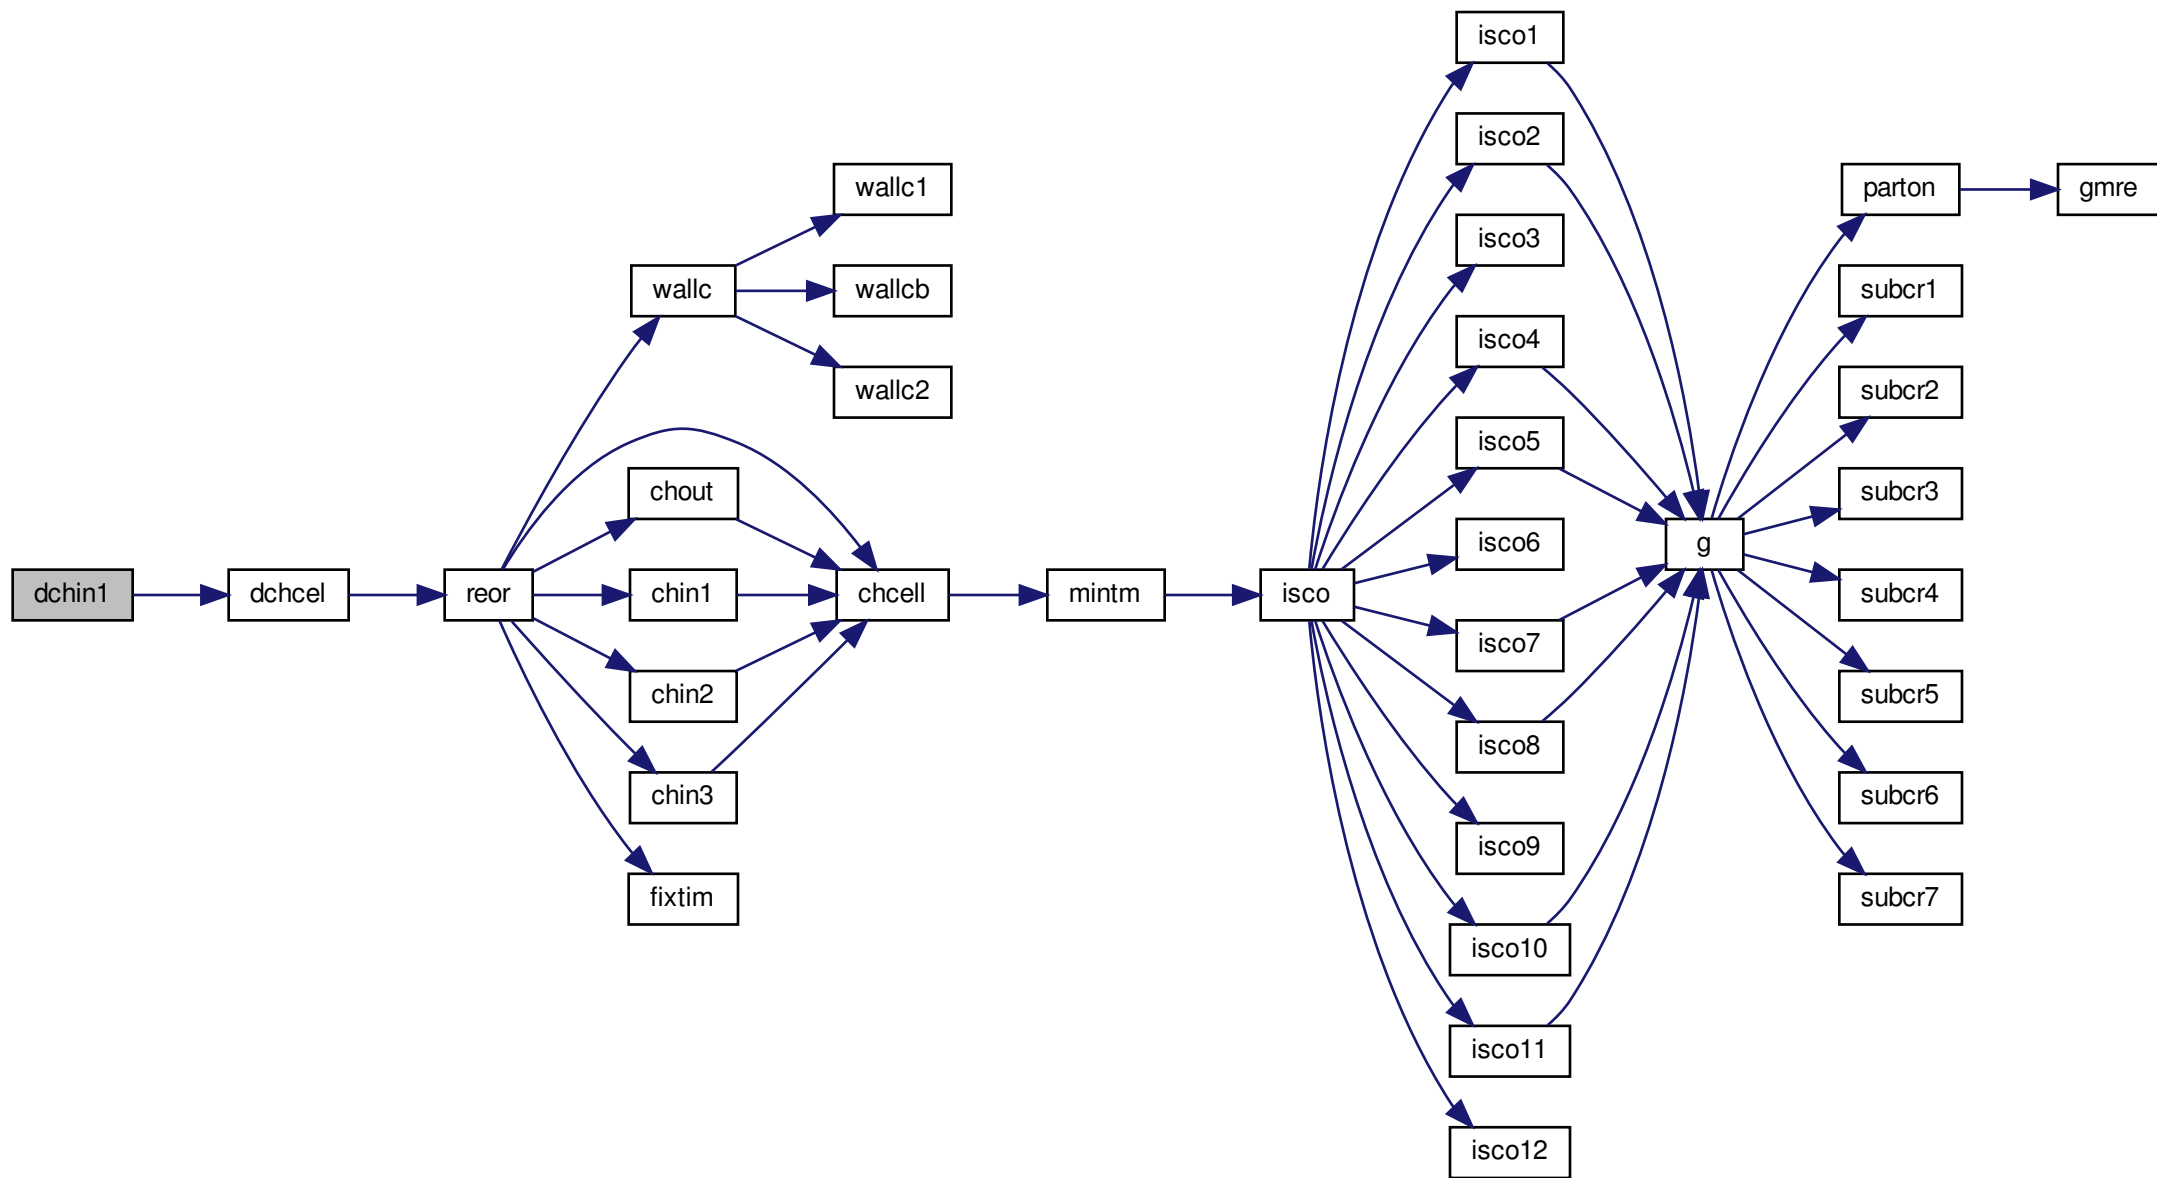 dchin1
dchcel
reor
wallc
chout
chin1
chin2
chin3
fixtim
wallc1
wallcb
wallc2
chcell
mintm
isco
isco1
isco2
isco3
isco4
isco5
isco6
isco7
isco8
isco9
isco10
isco11
isco12
g
parton
subcr1
subcr2
subcr3
subcr4
subcr5
subcr6
subcr7
gmre